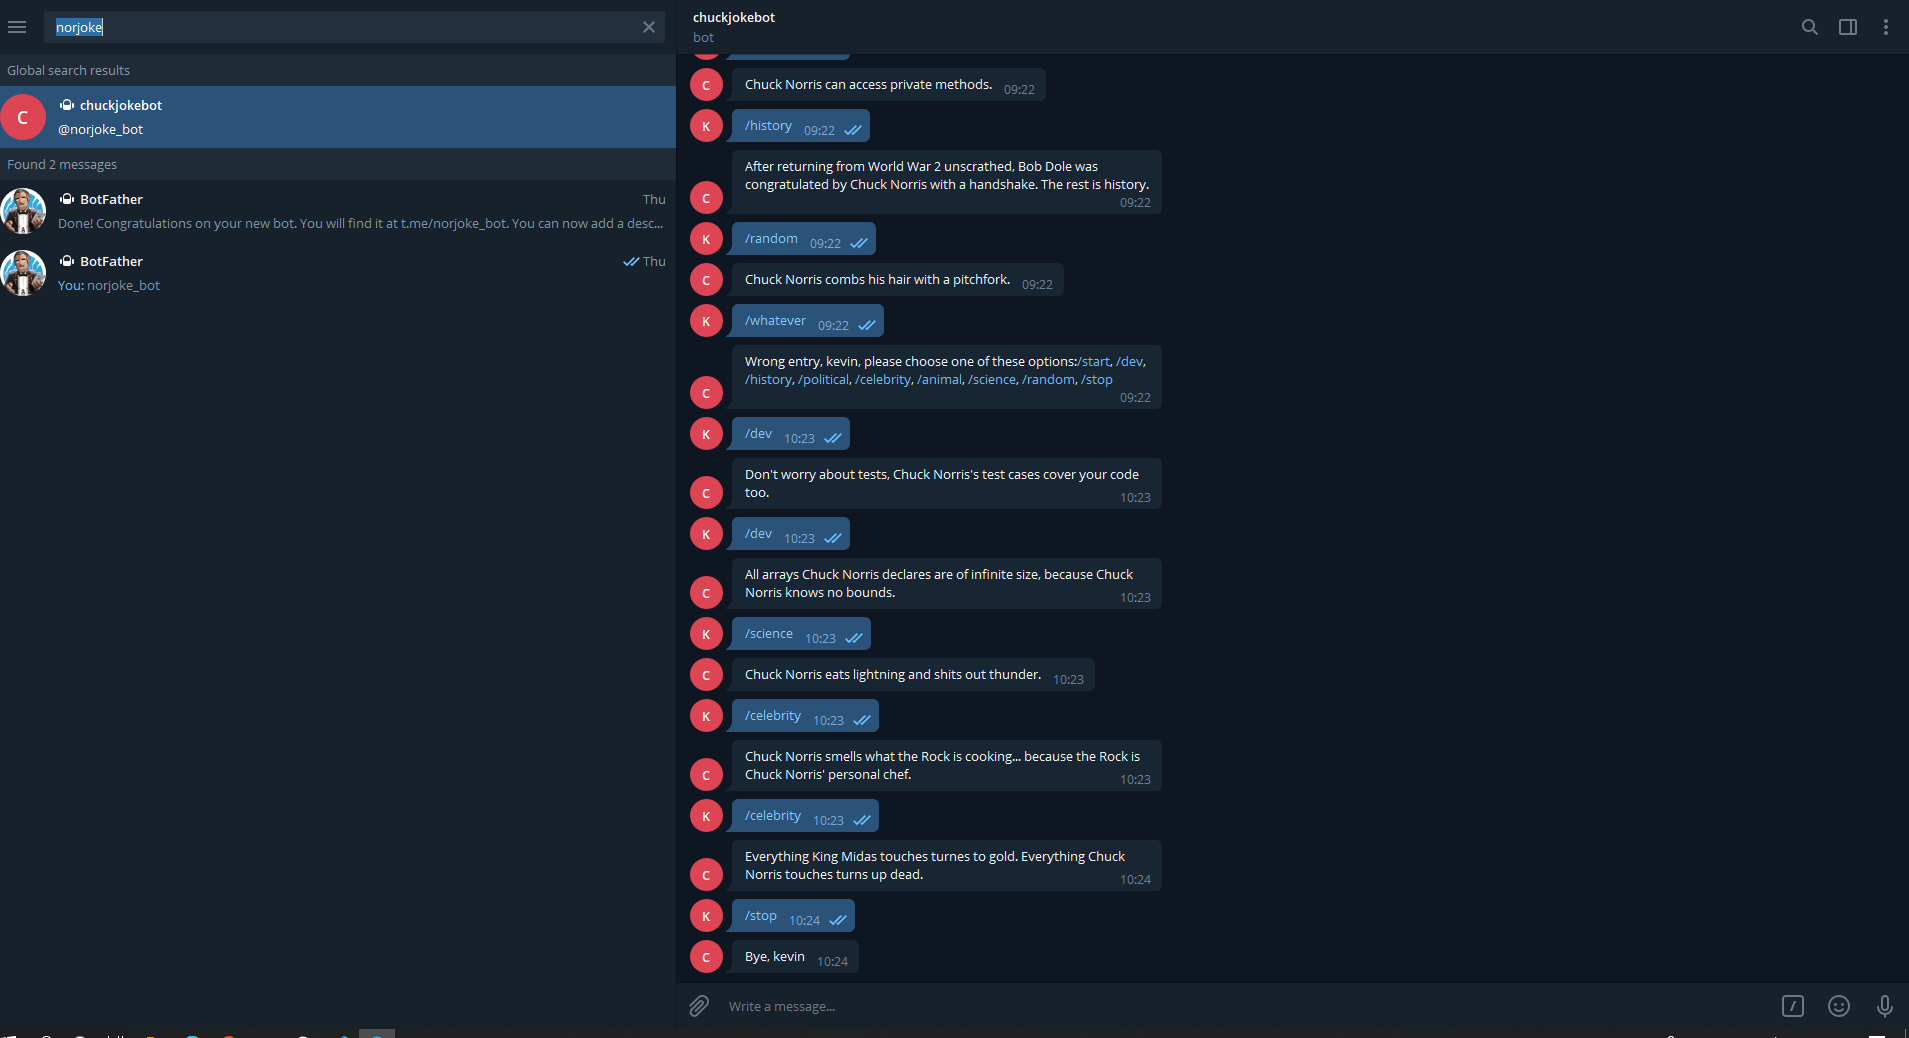 norjoke
Global search results
C
chuckjokebot
@norjoke_bot
Found 2 messages
BotFather
Thu
Done! Congratulations on your new bot. You will find it at t.me/norjoke_bot. You can now add a desc...
BotFather
Thu
You: norjoke_bot
chuckjokebot
bot
C
Chuck Norris can access private methods. 09:22
K
/history 09:22
After returning from World War 2 unscrathed, Bob Dole was
congratulated by Chuck Norris with a handshake. The rest is history.
C
09:22
K
/random 09:22
C
Chuck Norris combs his hair with a pitchfork. 09:22
K
/whatever 09:22
Wrong entry, kevin, please choose one of these options:/start, /dev,
/history, /political, /celebrity, /animal, /science, /random, /stop
C
09:22
K
/dev 10:23
Don't worry about tests, Chuck Norris's test cases cover your code
C
too. 10:23
K
/dev 10:23
All arrays Chuck Norris declares are of infinite size, because Chuck
C
Norris knows no bounds. 10:23
K
/science 10:23
C
Chuck Norris eats lightning and shits out thunder. 10:23
K
/celebrity 10:23
Chuck Norris smells what the Rock is cooking... because the Rock is
C
Chuck Norris' personal chef. 10:23
K
/celebrity 10:23
Everything King Midas touches turnes to gold. Everything Chuck
C
Norris touches turns up dead. 10:24
K
/stop 10:24
C
Bye, kevin 10:24
Write a message...